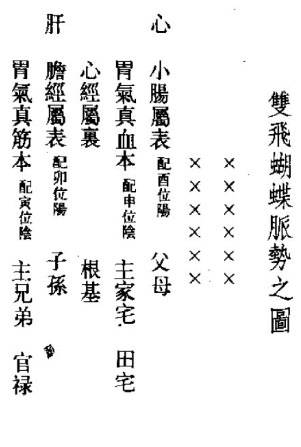 雙飛蝴蝶脈勢之圖
××××××
××××××
心 小腸屬表 配酉位陽 父母
胃氣真血本 配申位陰 主家宅 田宅
心經屬裏 根基
肝 膽經屬表 配卯位陽 子孫
胃氣真筋本 配寅位陰 主兄弟 官禄